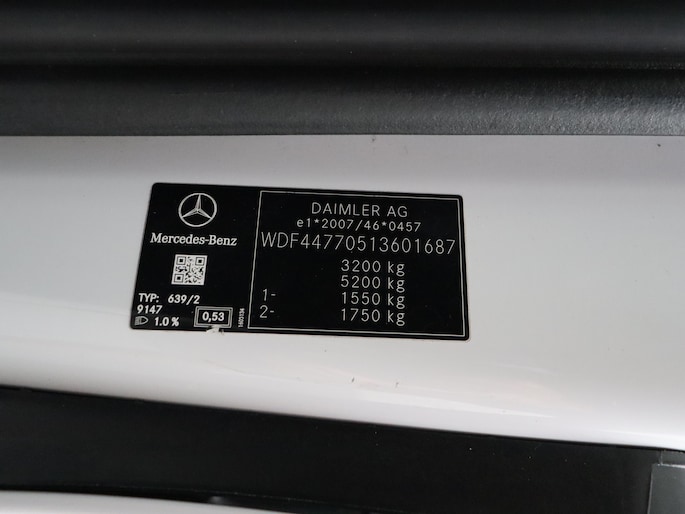 Mercedes-Benz
TYP: 639/2
9147
1.0 %
0,53
DAIMLER AG
e1*2007/46*0457
WDF44770513601687
3200 kg
5200 kg
1- 1550 kg
2- 1750 kg